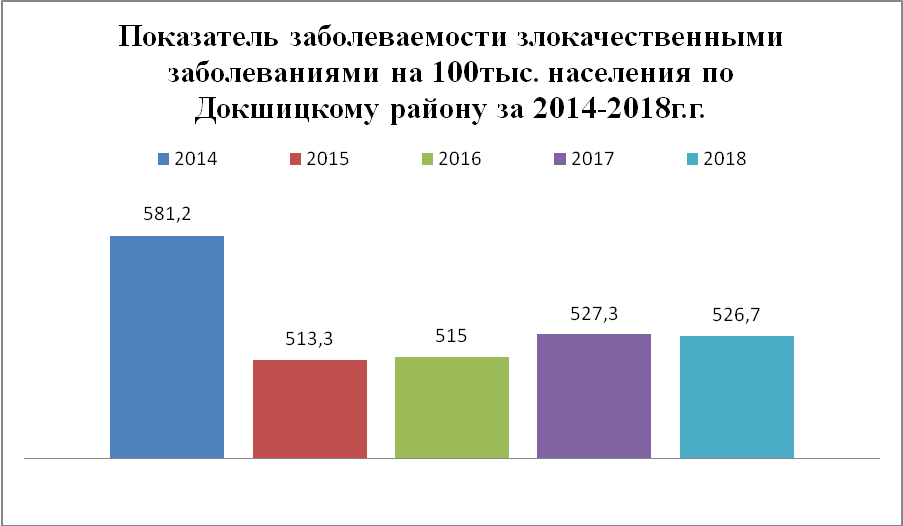 Показатель заболеваемости злокачественными
заболеваниями на 100тыс. населения по
Докшицкому району за 2014-2018г.г.
2014 2015 2016 2017 2018
581,2
513,3
515
527,3
526,7